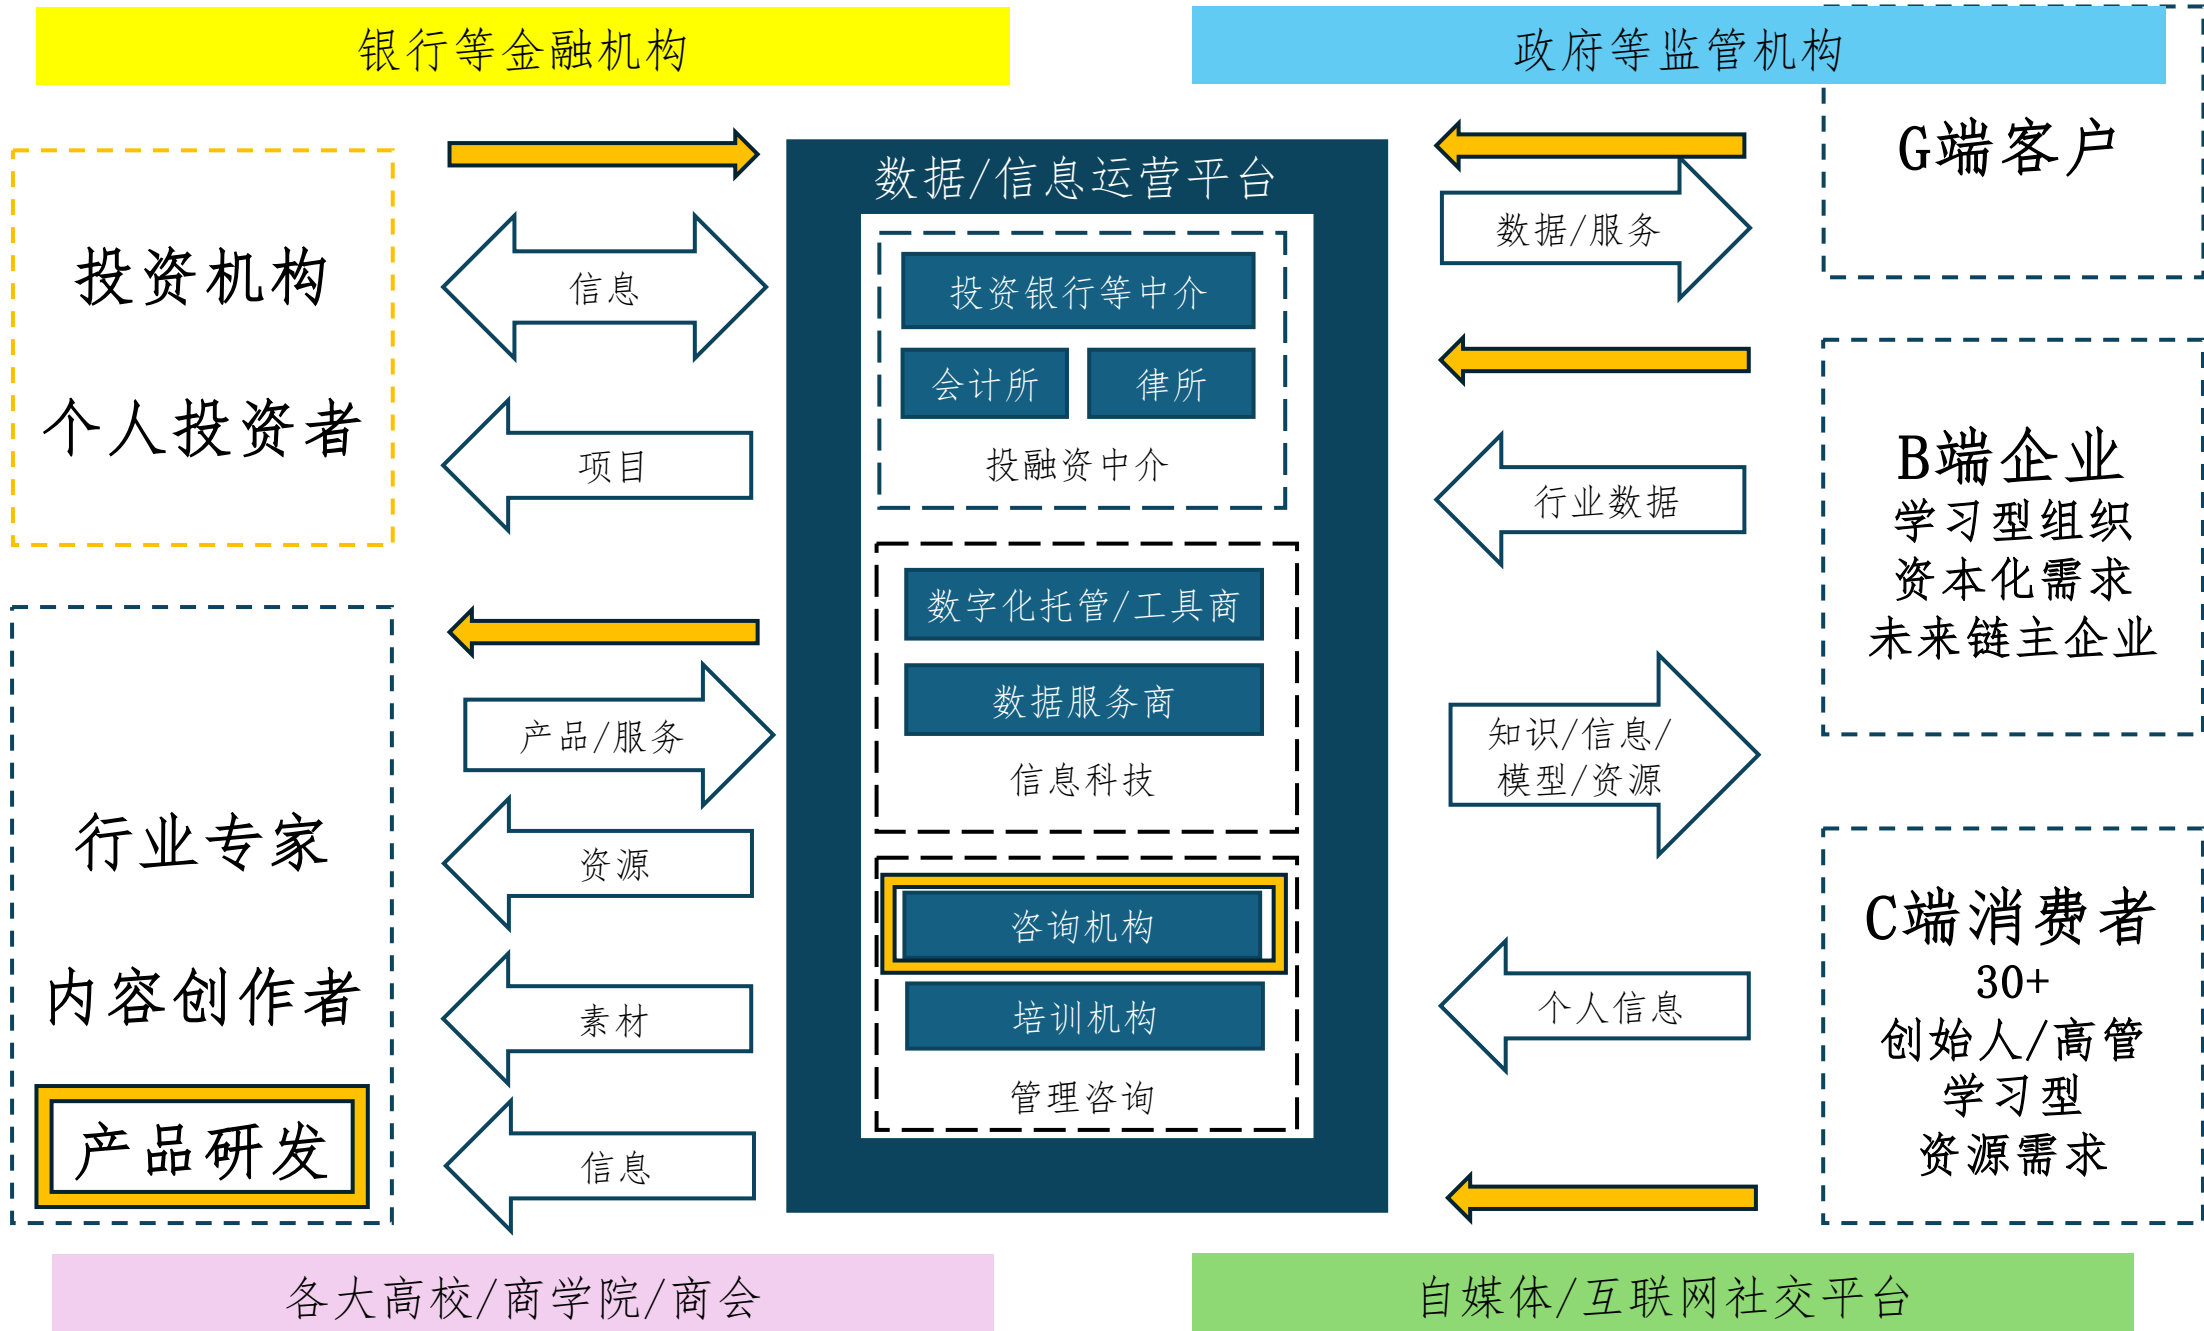 银行等金融机构
政府等监管机构
投资机构
个人投资者
行业专家
内容创作者
产品研发
信息
项目
产品/服务
资源
素材
信息
数据/信息运营平台
投资银行等中介
会计所
律所
投融资中介
数字化托管/工具商
数据服务商
信息科技
咨询机构
培训机构
管理咨询
数据/服务
行业数据
知识/信息/
模型/资源
个人信息
G端客户
B端企业
学习型组织
资本化需求
未来链主企业
C端消费者
30+
创始人/高管
学习型
资源需求
各大高校/商学院/商会
自媒体/互联网社交平台